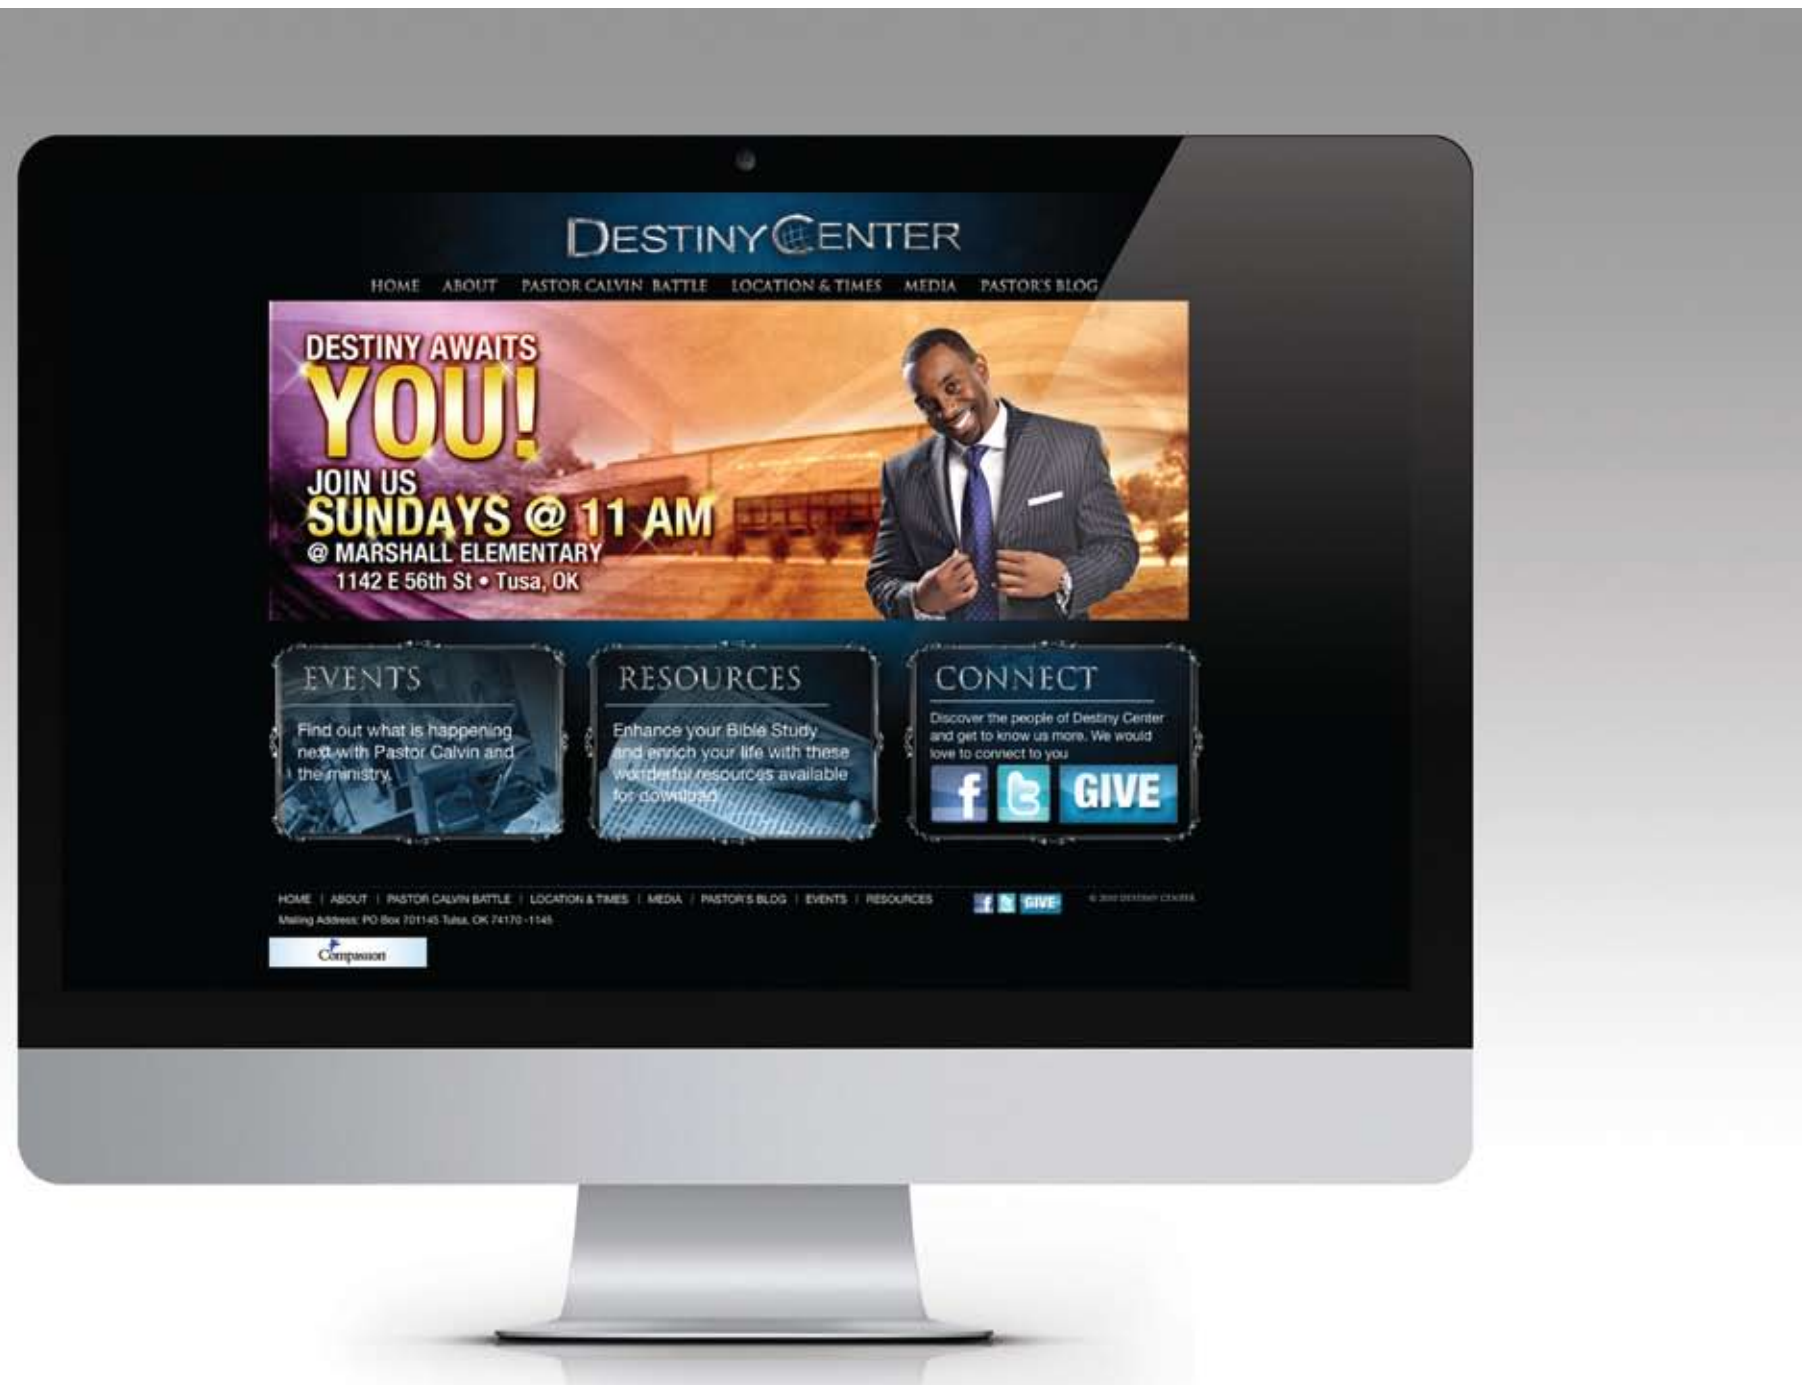 DESTINY CENTER
HOME ABOUT PASTOR CALVIN BATTLE LOCATION & TIMES MEDIA PASTOR'S BLOG
DESTINY AWAITS
YOU!
JOIN US
SUNDAYS @ 11 AM
@ MARSHALL ELEMENTARY
1142 E 56th St • Tusa, OK
EVENTS
Find out what is happening
next with Pastor Calvin and
the ministry.
RESOURCES
Enhance your Bible Study
and enrich your life with these
wonderful resources available
for download.
CONNECT
Discover the people of Destiny Center
and get to know us more. We would
love to connect to you
f t GIVE
HOME | ABOUT | PASTOR CALVIN BATTLE | LOCATION & TIMES | MEDIA | PASTOR'S BLOG | EVENTS | RESOURCES f t GIVE © DESTINY CENTER
Mailing Address: PO Box 701145 Tulsa, OK 74170 -1145
Compassion